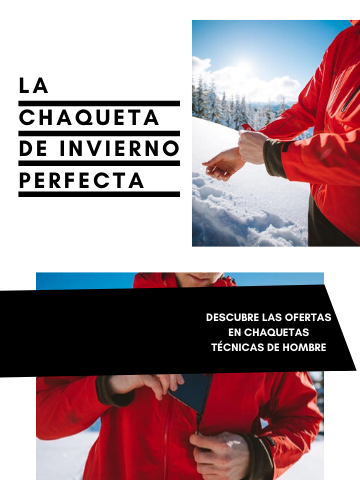 LA
CHAQUETA
DE INVIERNO
PERFECTA
DESCUBRE LAS OFERTAS
EN CHAQUETAS
TÉCNICAS DE HOMBRE